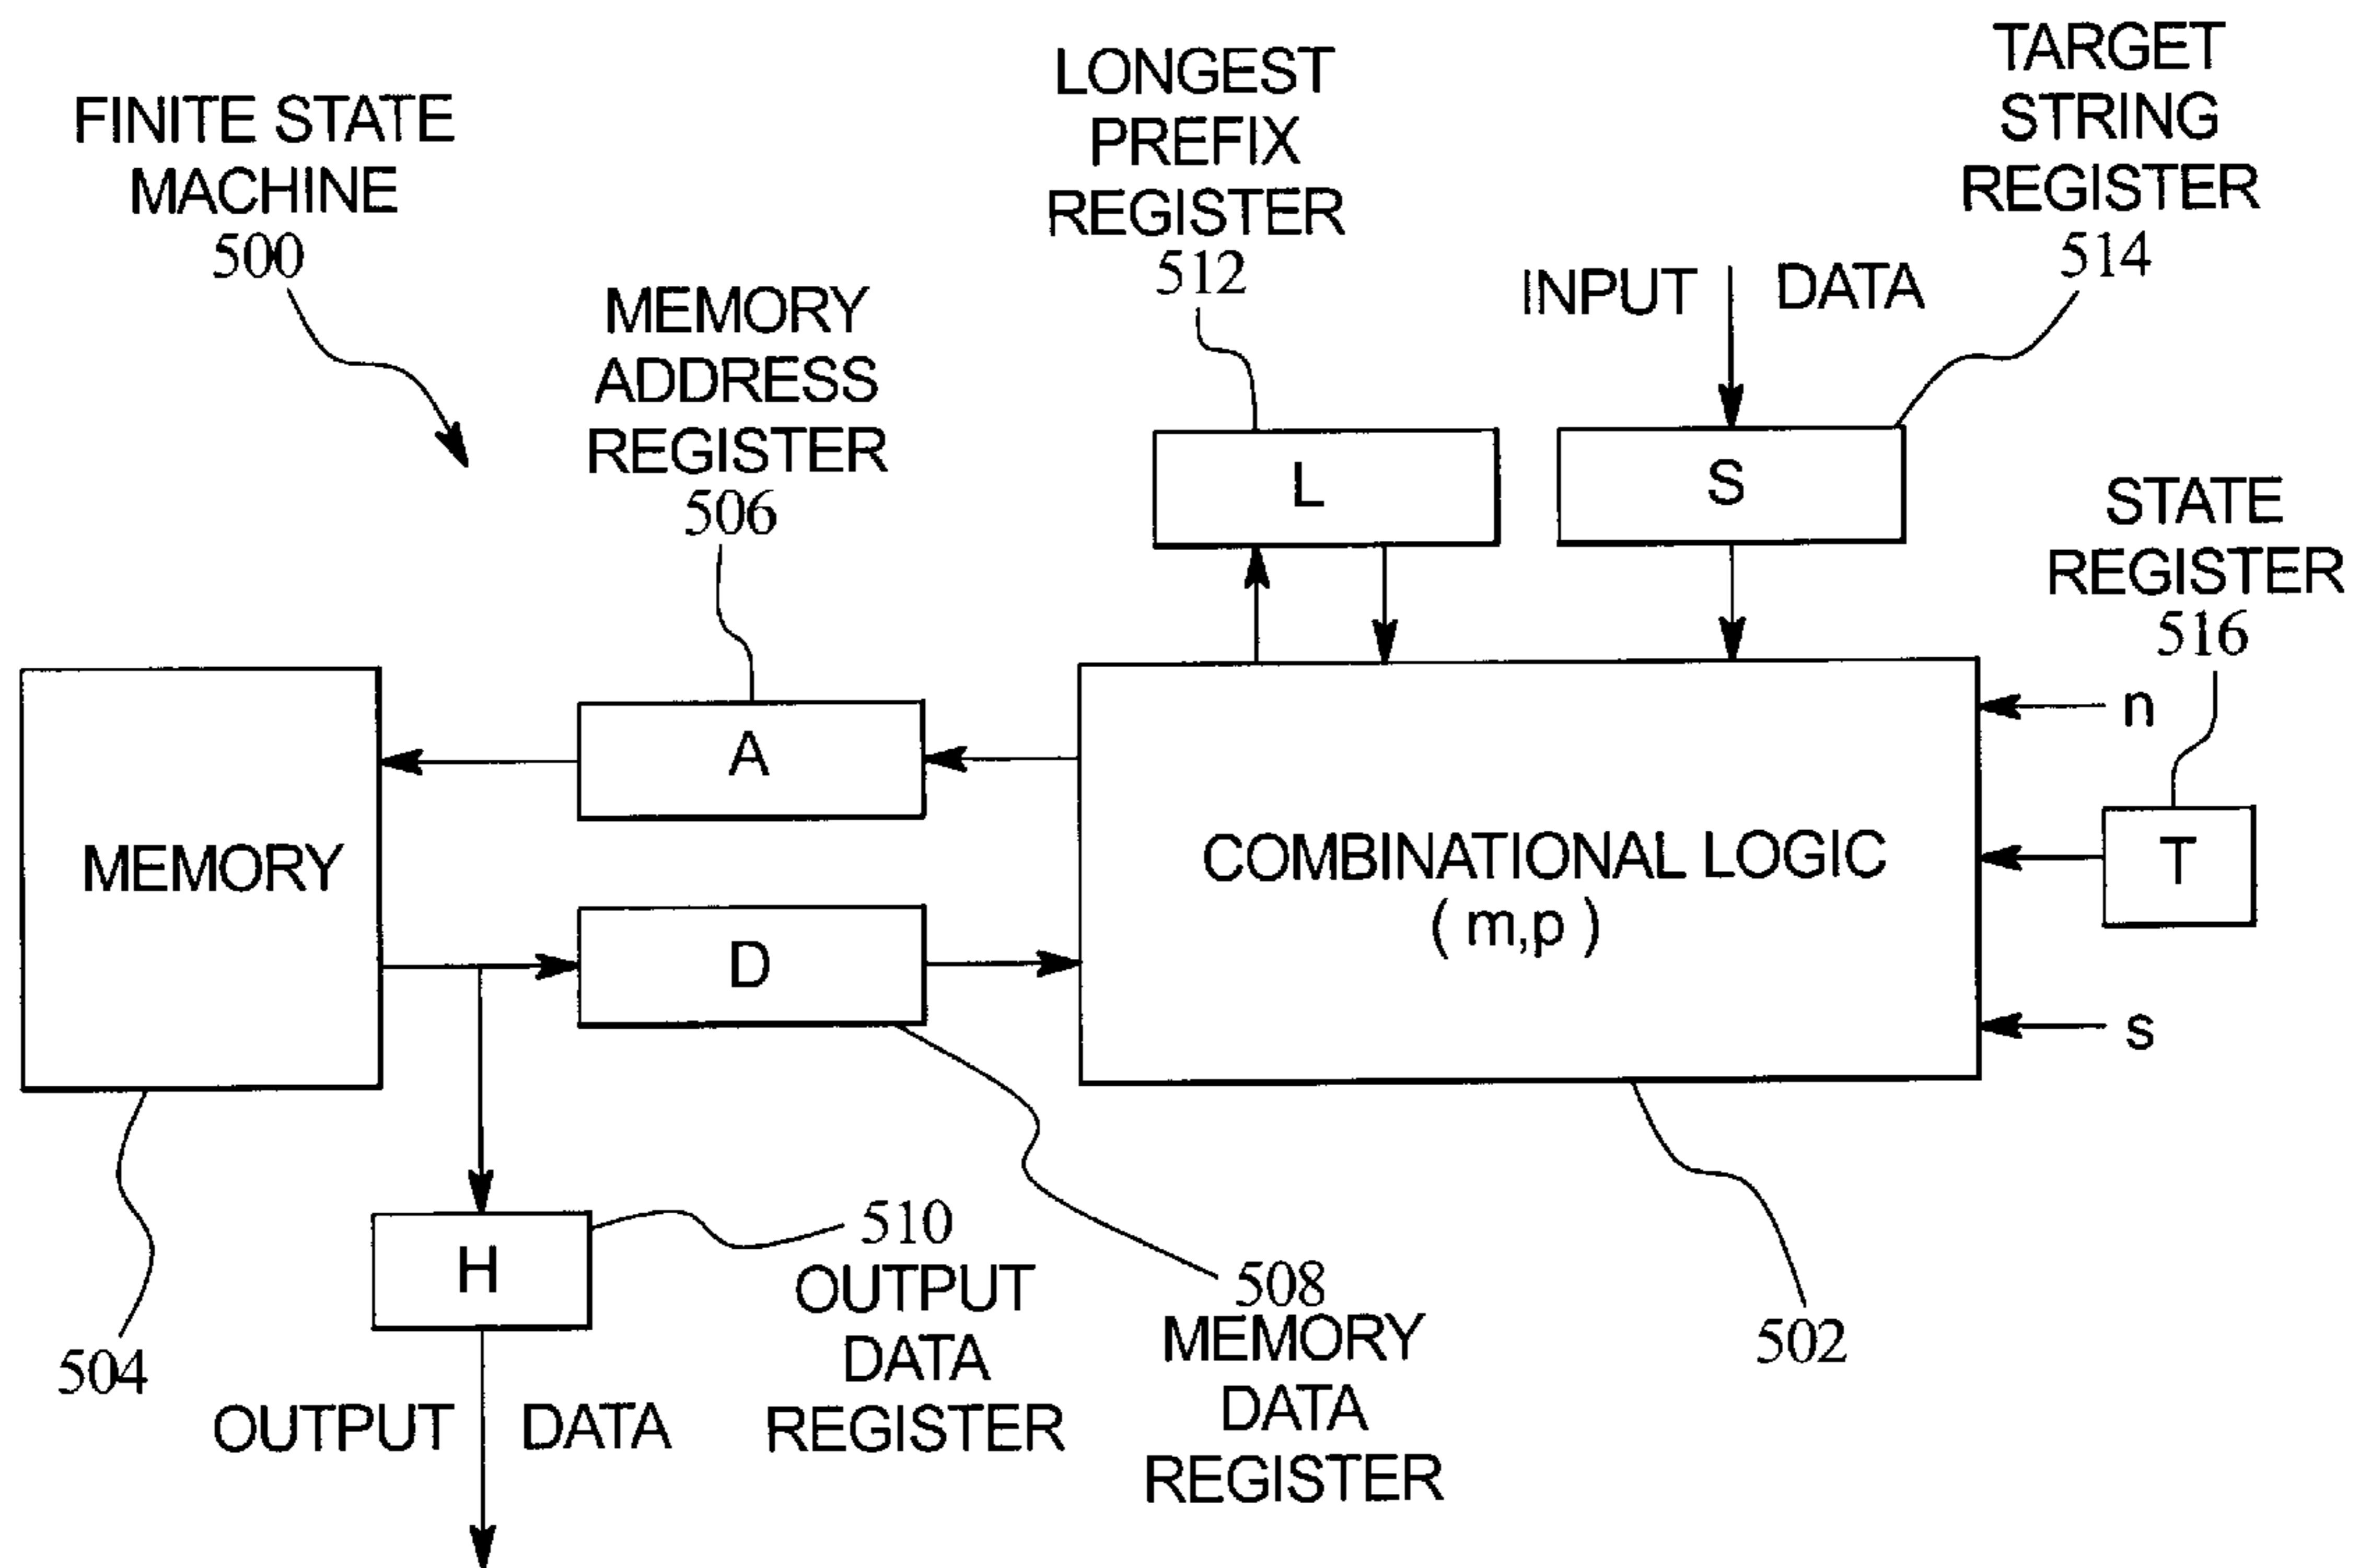 FINITE STATE
MACHINE
500
LONGEST
PREFIX
REGISTER
512
TARGET
STRING
REGISTER
514
INPUT DATA
MEMORY
ADDRESS
REGISTER
506
L
S
STATE
REGISTER
516
n
A
T
MEMORY
COMBINATIONAL LOGIC
( m,p )
D
s
504
H
510
OUTPUT
DATA
REGISTER
508
MEMORY
DATA
REGISTER
502
OUTPUT DATA